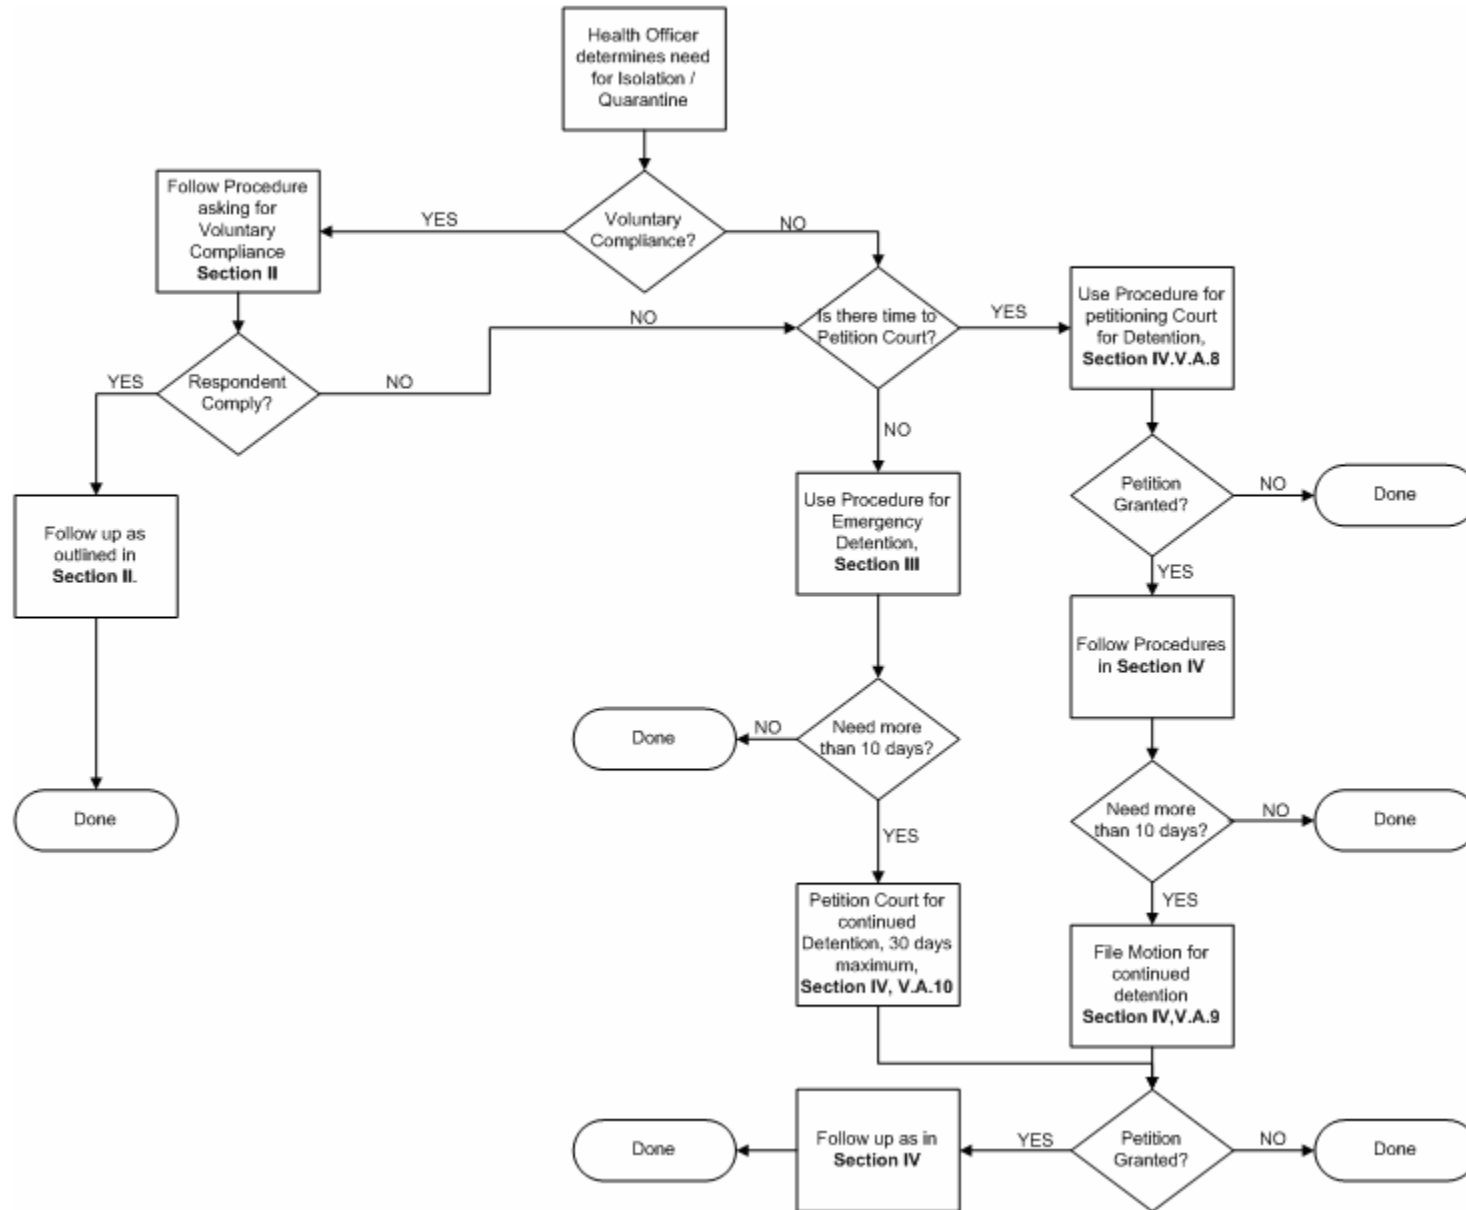 Health Officer
determines need
for Isolation /
Quarantine
Follow Procedure
asking for
Voluntary
Compliance
Section II
YES
Voluntary
Compliance?
NO
Is there time to
Petition Court?
YES
Use Procedure for
petitioning Court
for Detention,
Section IV.V.A.8
NO
YES
Respondent
Comply?
NO
NO
Follow up as
outlined in
Section II.
Use Procedure for
Emergency
Detention,
Section III
Petition
Granted?
NO
Done
YES
Follow Procedures
in Section IV
Done
NO
Need more
than 10 days?
Done
Need more
than 10 days?
NO
Done
YES
YES
Petition Court for
continued
Detention, 30 days
maximum,
Section IV, V.A.10
File Motion for
continued
detention
Section IV,V.A.9
Done
Follow up as in
Section IV
YES
Petition
Granted?
NO
Done